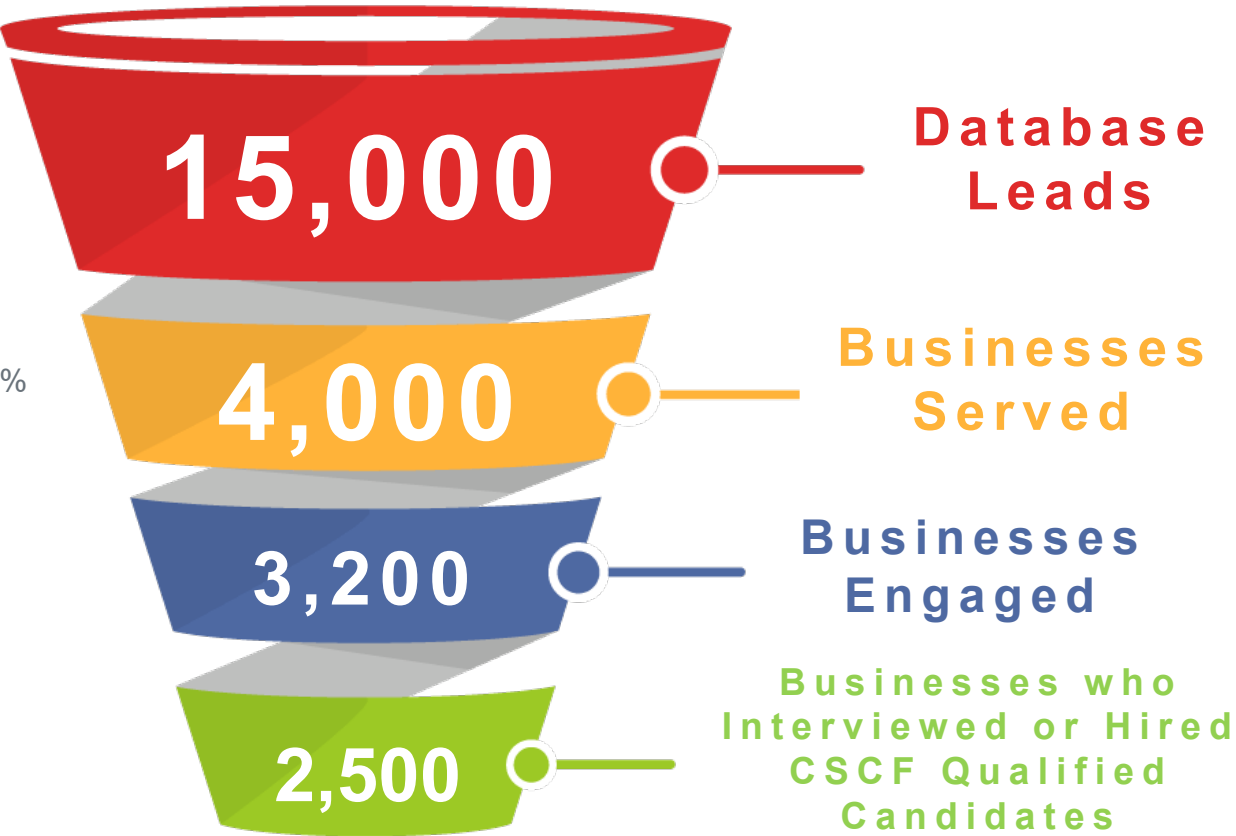 15,000
Database
Leads
%
4,000
Businesses
Served
3,200
Businesses
Engaged
2,500
Businesses who
Interviewed or Hired
CSCF Qualified
Candidates